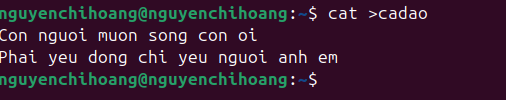 nguyenchihoang@nguyenchihoang:~$ cat >cadao
Con nguoi muon song con oi
Phai yeu dong chi yeu nguoi anh em
nguyenchihoang@nguyenchihoang:~$